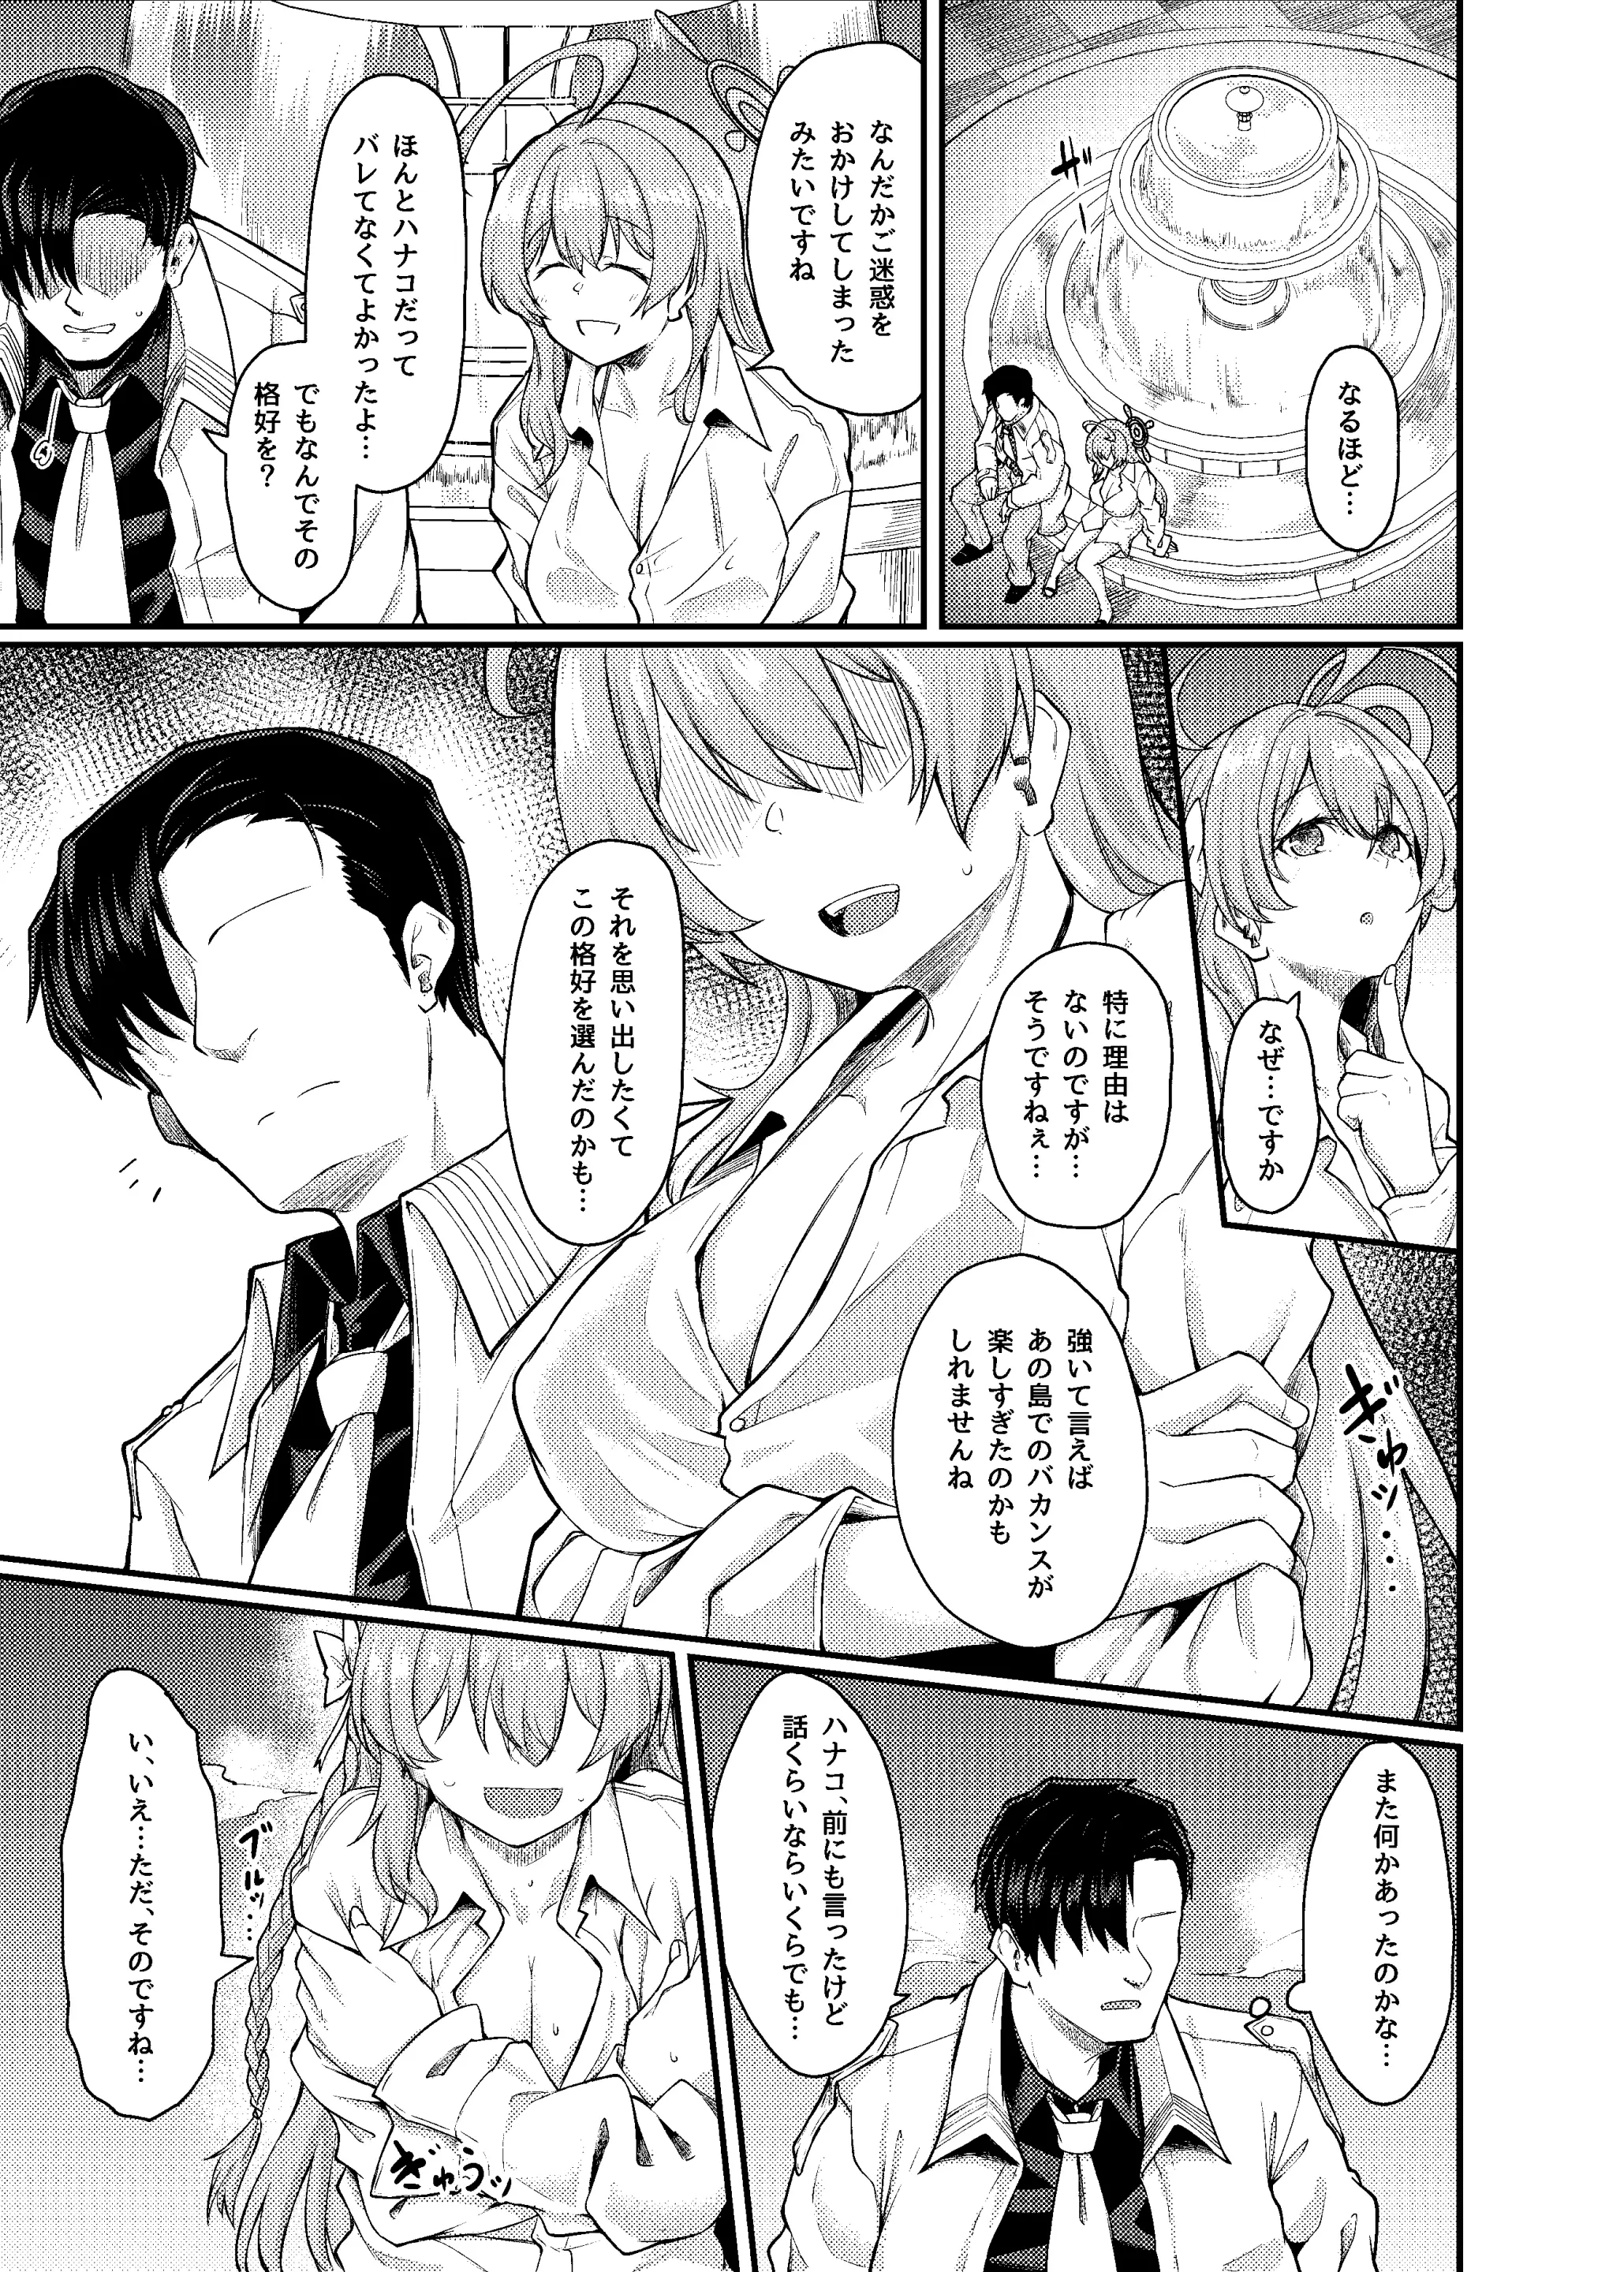 なるほど…
ザッ
なんだかご迷惑を
おかけしてしまった
みたいですね
ほんとハナコだって
バレてなくてよかったよ…
でもなんでその
格好を?
なぜ…ですか
特に理由は
ないのですが…
そうですねぇ…
強いて言えば
あの島でのバカンスが
楽しすぎたのかも
しれませんね
それを思い出したくて
この格好を選んだのかも…
ぎゅッ…
また何かあったのかな…
ハナコ、前にも言ったけど
話くらいならいくらでも…
い、いえ…ただ、そのですね…
ブルッ…
ぎゅうッ